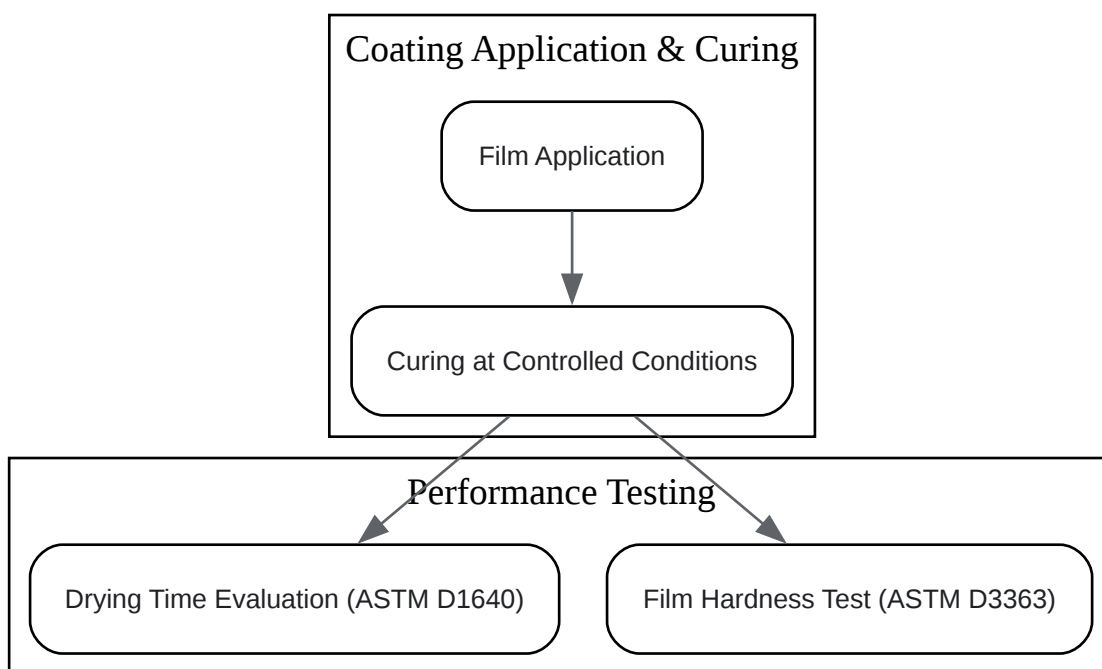 Coating Application & Curing
Film Application
Curing at Controlled Conditions
Performance Testing
Drying Time Evaluation (ASTM D1640)
Film Hardness Test (ASTM D3363)